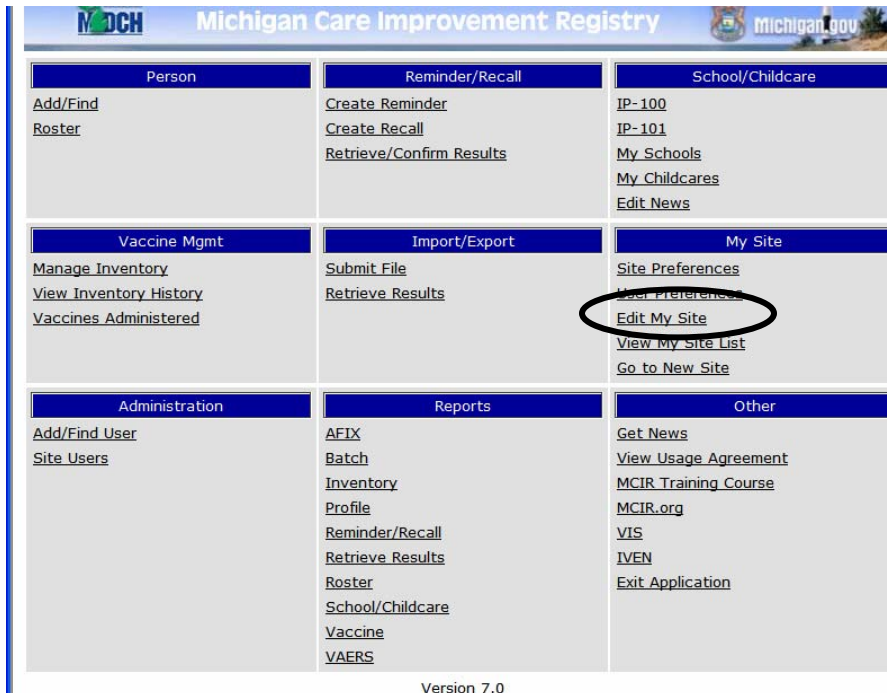 MDCH Michigan Care Improvement Registry Michigan.gov
Person
Add/Find
Roster
Reminder/Recall
Create Reminder
Create Recall
Retrieve/Confirm Results
School/Childcare
IP-100
IP-101
My Schools
My Childcares
Edit News
Vaccine Mgmt
Manage Inventory
View Inventory History
Vaccines Administered
Import/Export
Submit File
Retrieve Results
My Site
Site Preferences
User Preferences
Edit My Site
View My Site List
Go to New Site
Administration
Add/Find User
Site Users
Reports
AFIX
Batch
Inventory
Profile
Reminder/Recall
Retrieve Results
Roster
School/Childcare
Vaccine
VAERS
Other
Get News
View Usage Agreement
MCIR Training Course
MCIR.org
VIS
IVEN
Exit Application
Version 7.0